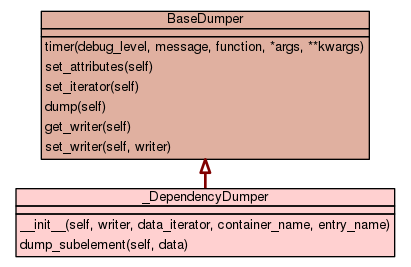 BaseDumper
timer(debug_level, message, function, *args, **kwargs)
set_attributes(self)
set_iterator(self)
dump(self)
get_writer(self)
set_writer(self, writer)
_DependencyDumper
__init__(self, writer, data_iterator, container_name, entry_name)
dump_subelement(self, data)